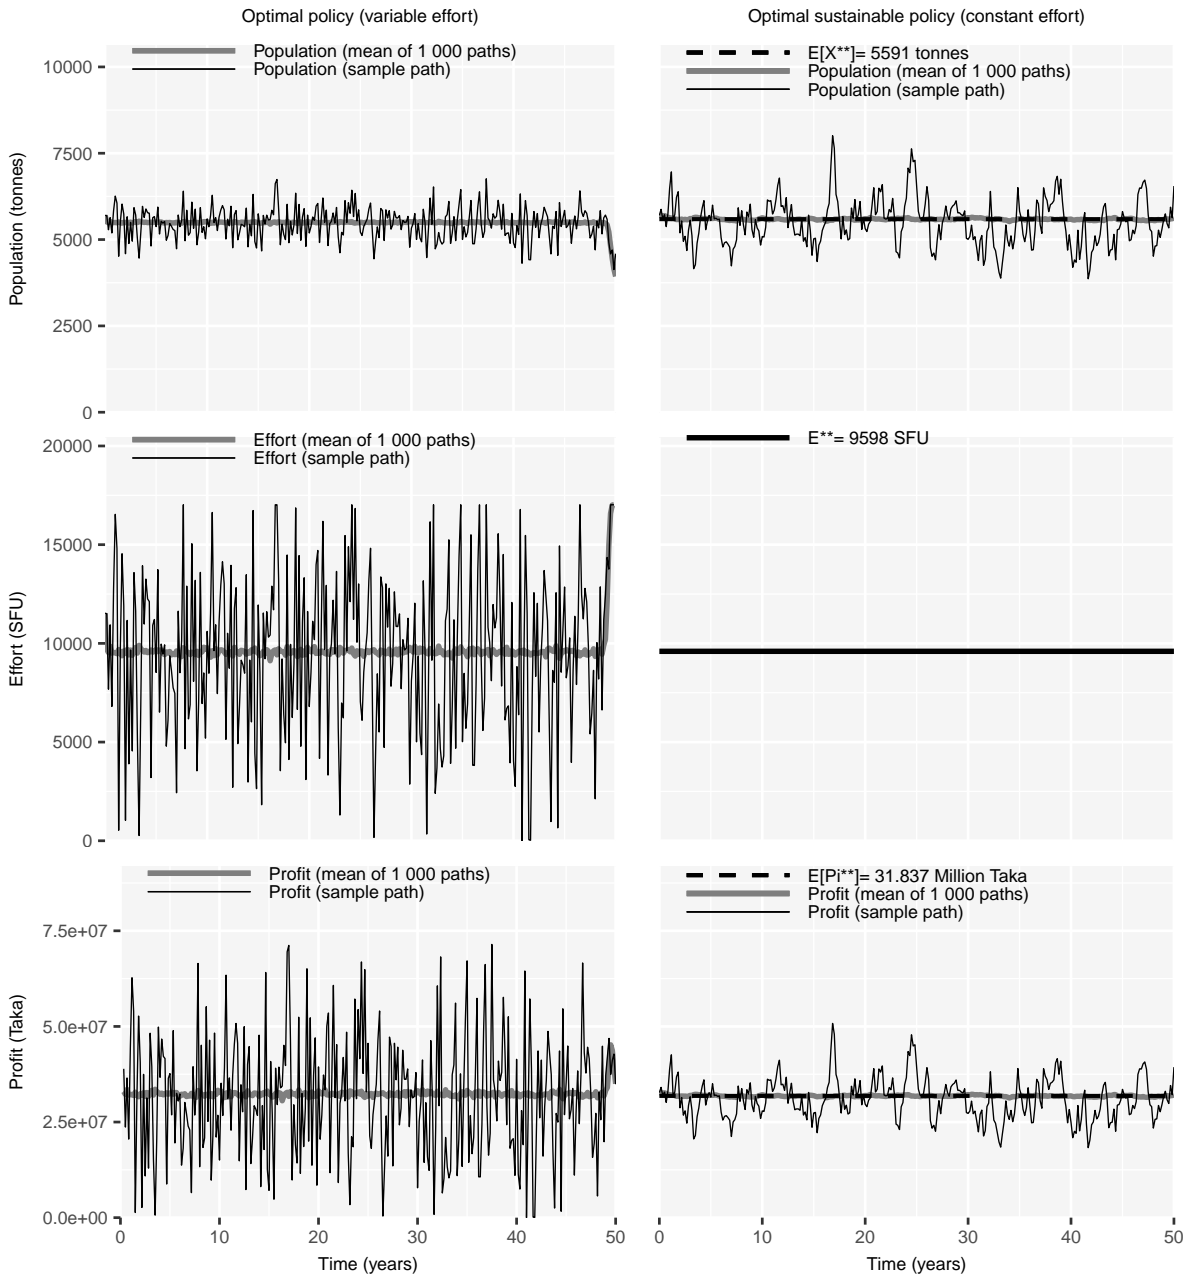 Optimal policy (variable effort)
Optimal sustainable policy (constant effort)
Population (mean of 1 000 paths)
Population (sample path)
E[X**]= 5591 tonnes
Population (mean of 1 000 paths)
Population (sample path)
Population (tonnes)
10000
7500
5000
2500
0
Effort (mean of 1 000 paths)
Effort (sample path)
E**= 9598 SFU
Effort (SFU)
20000
15000
10000
5000
0
Profit (mean of 1 000 paths)
Profit (sample path)
E[Pi**]= 31.837 Million Taka
Profit (mean of 1 000 paths)
Profit (sample path)
Profit (Taka)
7.5e+07
5.0e+07
2.5e+07
0.0e+00
0 10 20 30 40 50
0 10 20 30 40 50
Time (years)
Time (years)